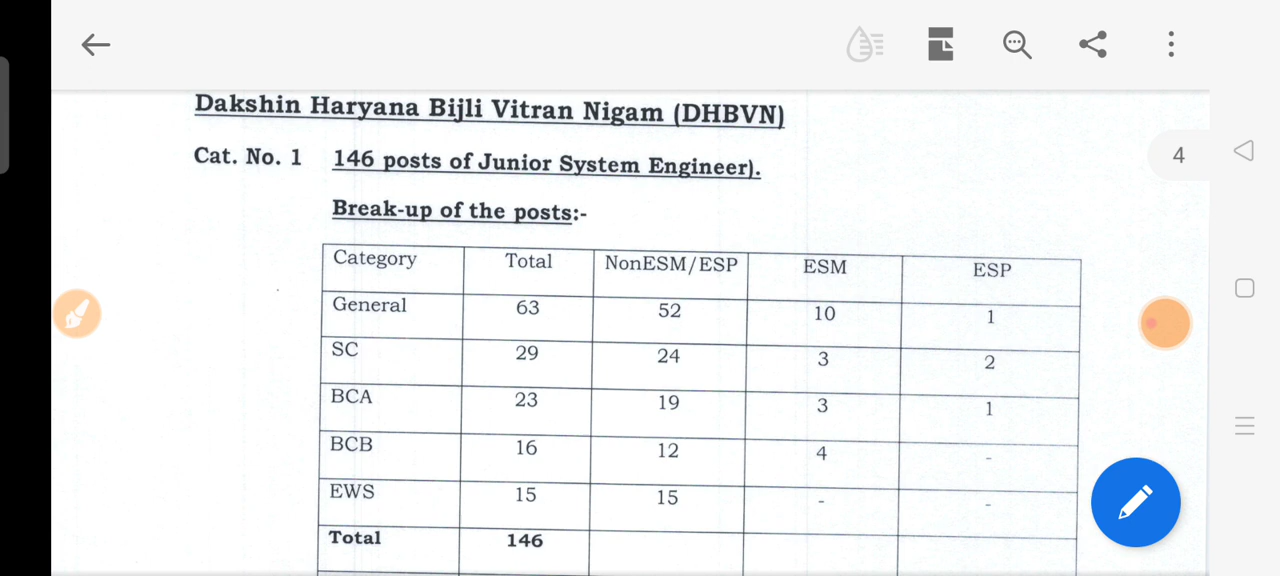 4
Dakshin Haryana Bijli Vitran Nigam (DHBVN)
Cat. No. 1 146 posts of Junior System Engineer).
Break-up of the posts:-
Category Total NonESM/ESP ESM ESP
General 63 52 10 1
SC 29 24 3 2
BCA 23 19 3 1
BCB 16 12 4 -
EWS 15 15 - -
Total 146